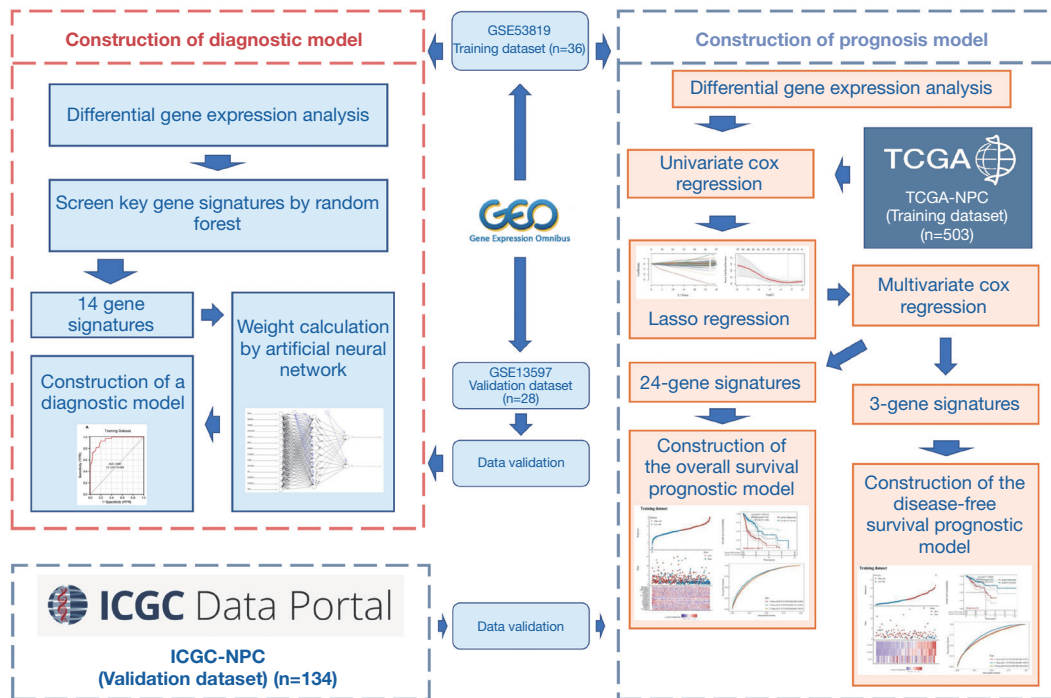 Construction of diagnostic model
Differential gene expression analysis
Screen key gene signatures by random
forest
14 gene
signatures
Weight calculation
by artificial neural
network
Construction of a
diagnostic model
Training Dataset
GSE53819
Training dataset (n=36)
GEO
Gene Expression Omnibus
GSE13597
Validation dataset
(n=28)
Data validation
Construction of prognosis model
Differential gene expression analysis
Univariate cox
regression
TCGA
TCGA-NPC
(Training dataset)
(n=503)
Lasso regression
Multivariate cox
regression
24-gene signatures
3-gene signatures
Construction of
the overall survival
prognostic model
Training dataset
Construction of the
disease-free
survival prognostic
model
Training dataset
ICGC Data Portal
ICGC-NPC
(Validation dataset) (n=134)
Data validation